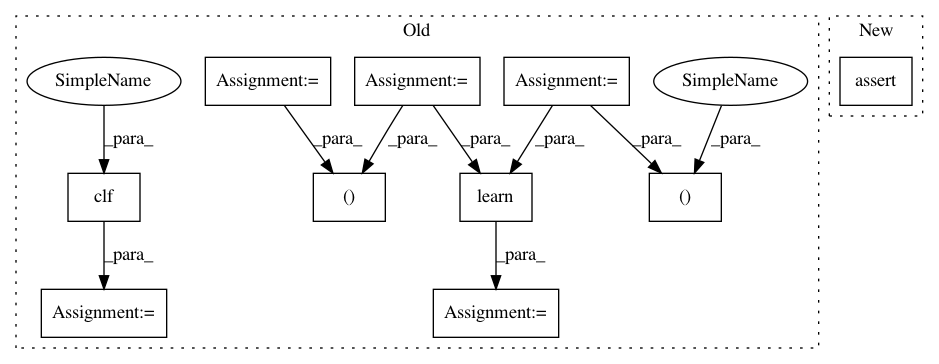 Old
New
SimpleName
Assignment:=
Assignment:=
Assignment:=
SimpleName
assert
_para_
_para_
_para_
_para_
_para_
_para_
_para_
clf
()
learn
()
_para_
_para_
Assignment:=
Assignment:=